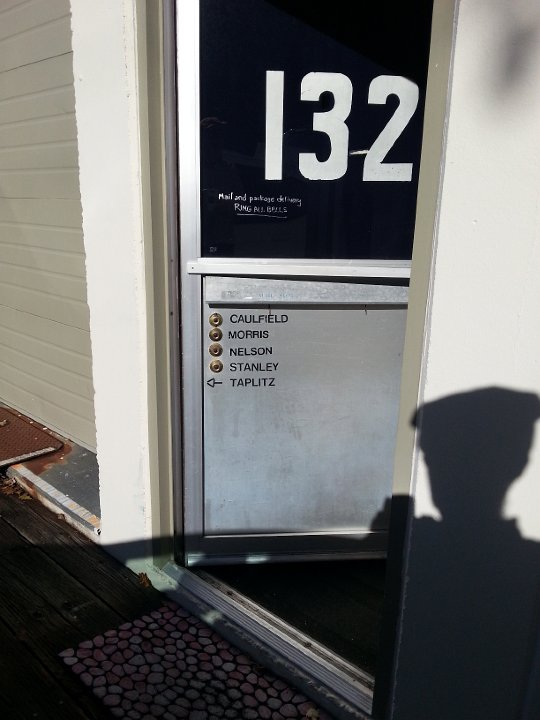 132
Mail and package delivery
RING ALL BELLS
CAULFIELD
MORRIS
NELSON
STANLEY
TAPLITZ